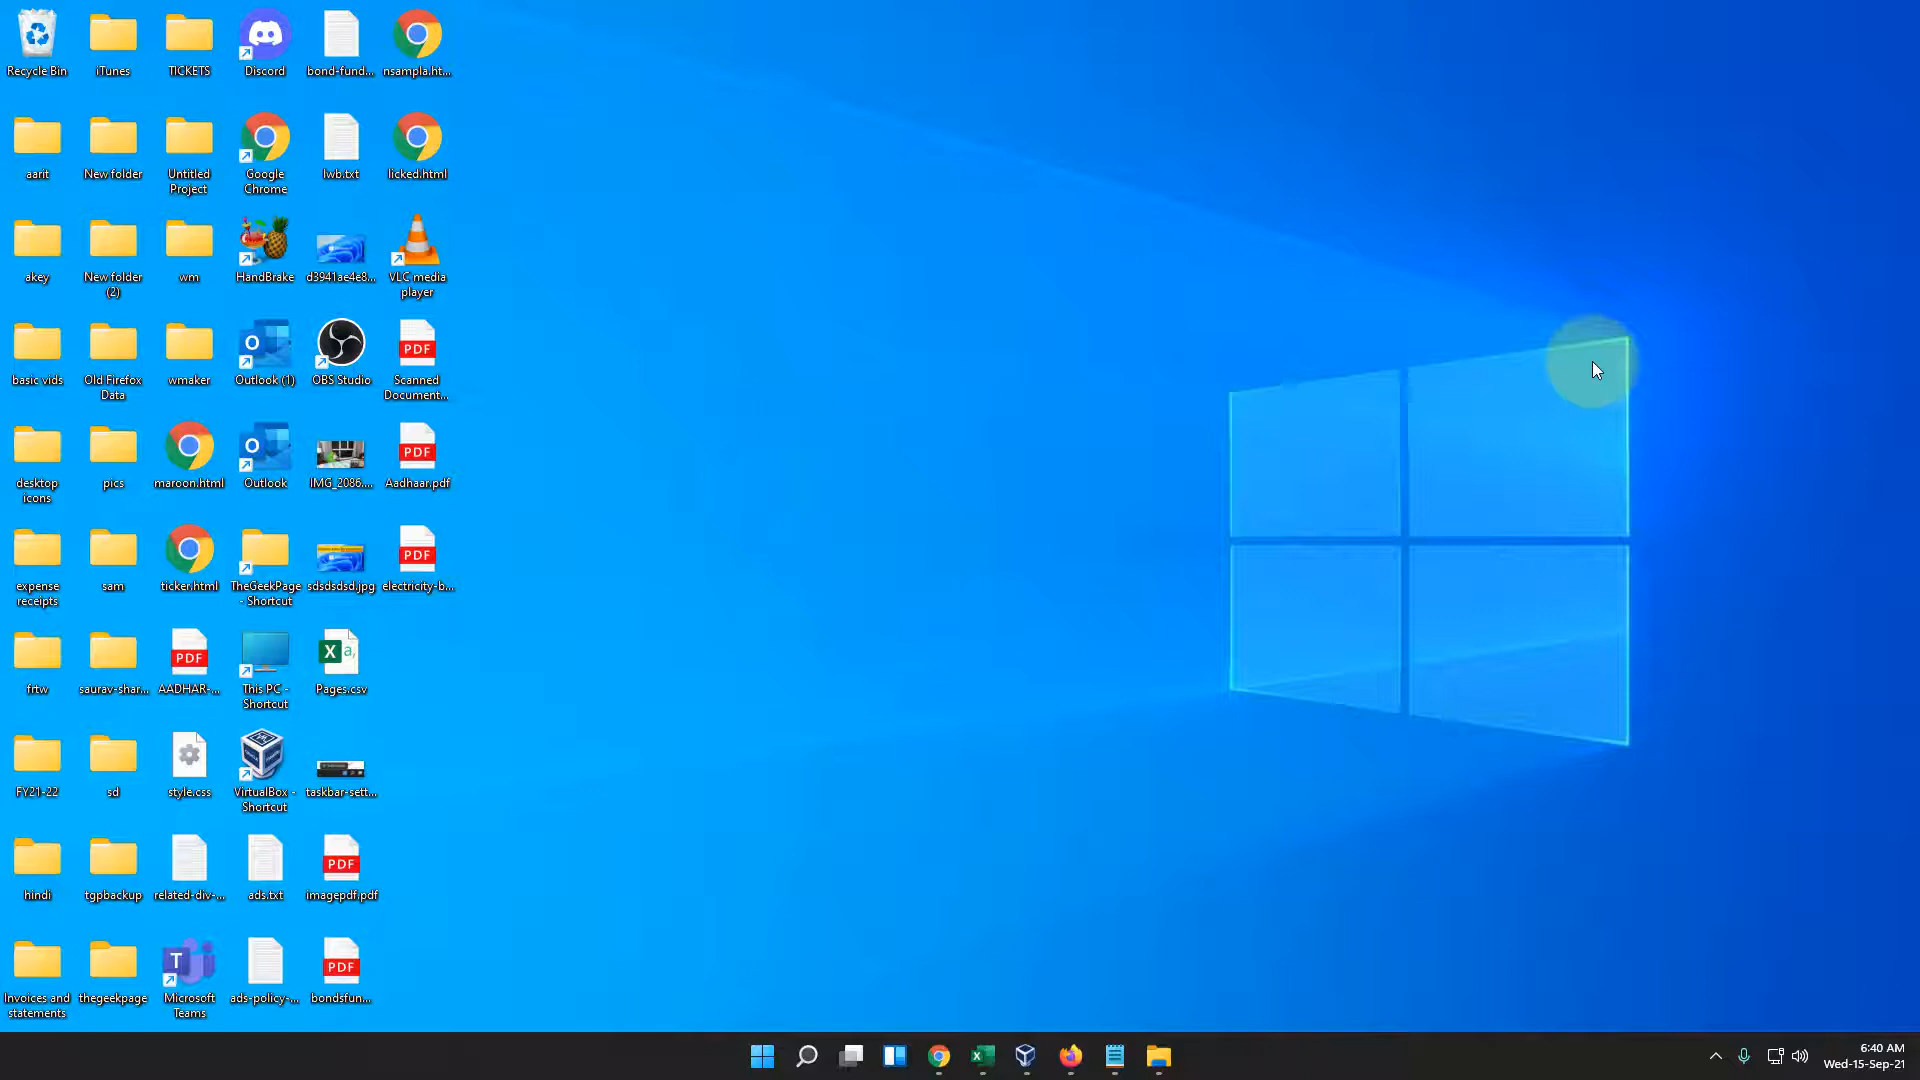 Recycle Bin
iTunes
TICKETS
Discord
bond-fund...
nsampla.ht...
aarit
New folder
Untitled
Project
Google
Chrome
lwb.txt
licked.html
akey
New folder
(2)
wm
HandBrake
d3941ae4e8...
VLC media
player
basic vids
Old Firefox
Data
wmaker
Outlook (1)
OBS Studio
PDF
Scanned
Document...
desktop
icons
pics
maroon.html
Outlook
IMG_2086....
PDF
Aadhaar.pdf
expense
receipts
sam
ticker.html
TheGeekPage
- Shortcut
sdsdsdsd.jpg
PDF
electricity-b...
frtw
saurav-shar...
PDF
AADHAR-...
This PC -
Shortcut
X a,
Pages.csv
FY21-22
sd
style.css
VirtualBox -
Shortcut
taskbar-sett...
hindi
tgpbackup
related-div-...
ads.txt
PDF
imagepdf.pdf
Invoices and
statements
thegeekpage
T
Microsoft
Teams
ads-policy-...
PDF
bondsfun...
6:40 AM
Wed-15-Sep-21